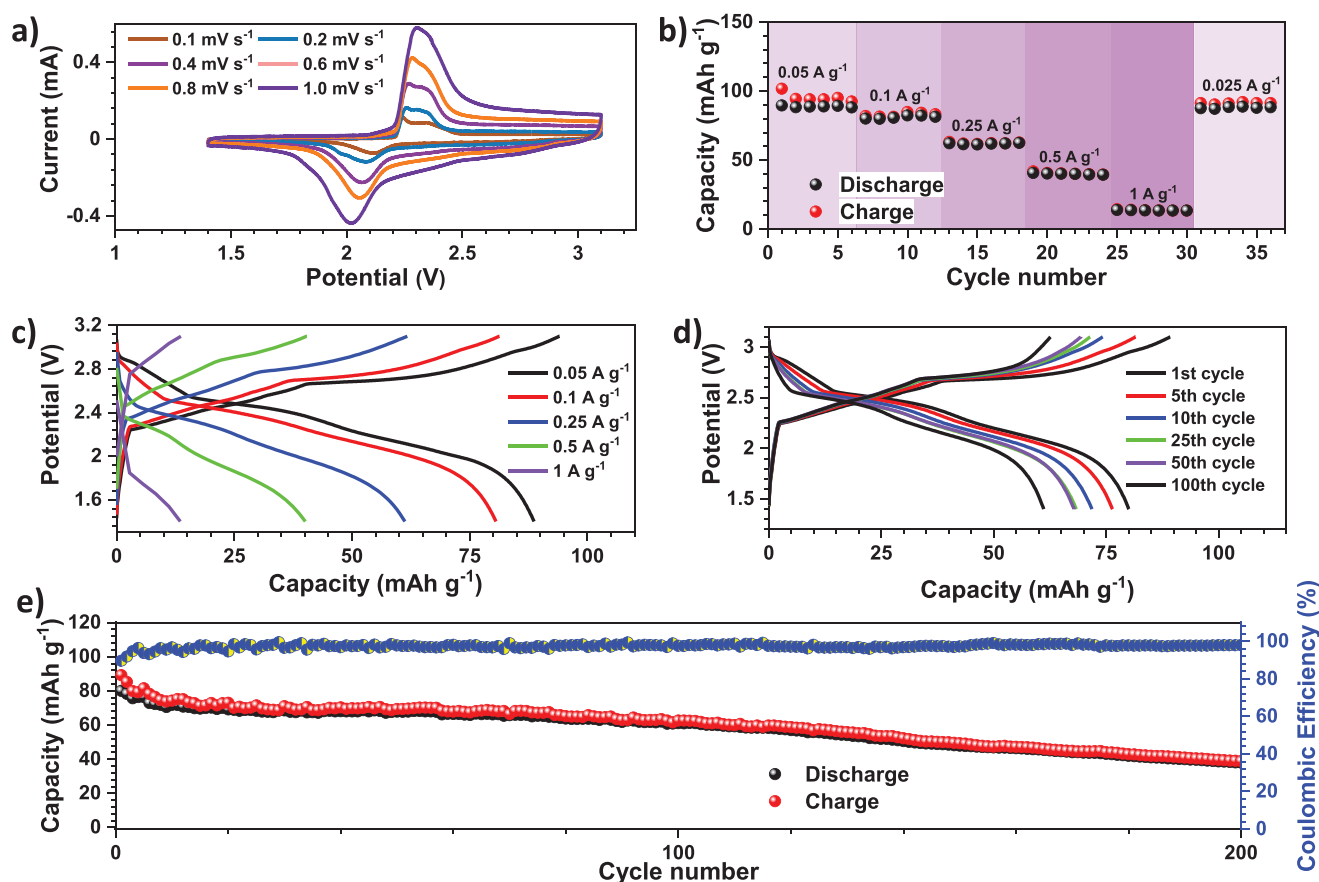 a)
Current (mA)
0.4
0
-0.4
0.1 mV s⁻¹ 0.2 mV s⁻¹
0.4 mV s⁻¹ 0.6 mV s⁻¹
0.8 mV s⁻¹ 1.0 mV s⁻¹
1 1.5 2 2.5 3
Potential (V)
b)
Capacity (mAh g⁻¹)
150
100
50
0
0.05 A g⁻¹
0.1 A g⁻¹
0.25 A g⁻¹
0.5 A g⁻¹
1 A g⁻¹
0.025 A g⁻¹
Discharge
Charge
0 5 10 15 20 25 30 35
Cycle number
c)
Potential (V)
3.2
2.8
2.4
2
1.6
0.05 A g⁻¹
0.1 A g⁻¹
0.25 A g⁻¹
0.5 A g⁻¹
1 A g⁻¹
0 25 50 75 100
Capacity (mAh g⁻¹)
d)
Potential (V)
3
2.5
2
1.5
1st cycle
5th cycle
10th cycle
25th cycle
50th cycle
100th cycle
0 25 50 75 100
Capacity (mAh g⁻¹)
e)
Capacity (mAh g⁻¹)
120
100
80
60
40
20
0
Discharge
Charge
0 100 200
Cycle number
100
80
60
40
20
0
Coulombic Efficiency (%)